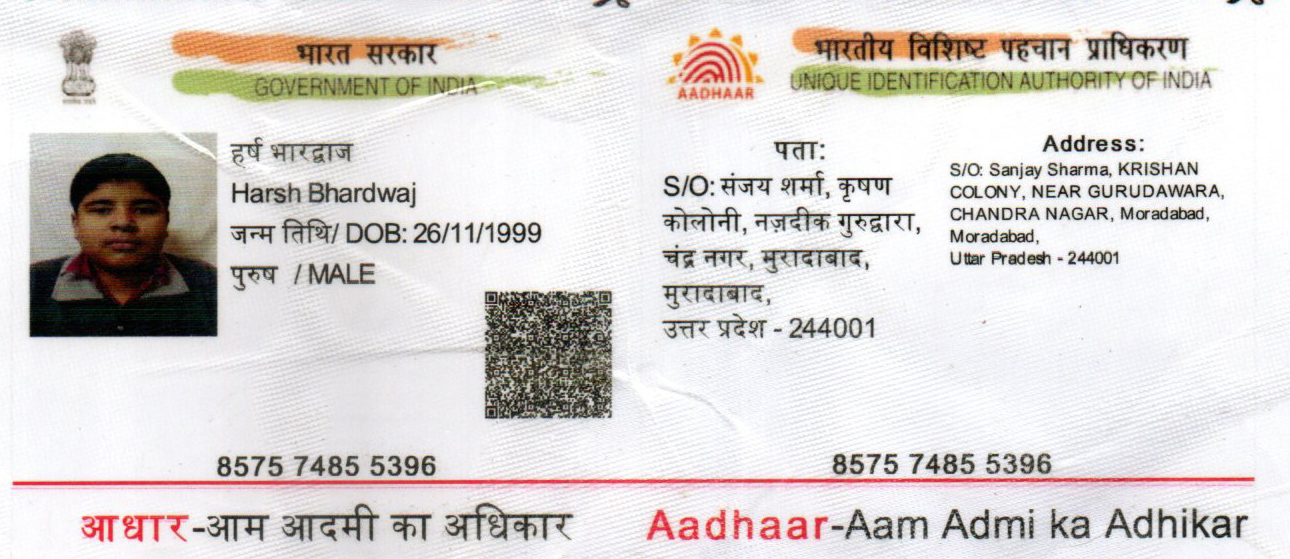 भारत सरकार
GOVERNMENT OF INDIA
हर्ष भारद्वाज
Harsh Bhardwaj
जन्म तिथि/ DOB: 26/11/1999
पुरुष / MALE
8575 7485 5396
आधार-आम आदमी का अधिकार
भारतीय विशिष्ट पहचान प्राधिकरण
UNIQUE IDENTIFICATION AUTHORITY OF INDIA
AADHAAR
पता:
S/O: संजय शर्मा, कृषण
कोलोनी, नज़दीक गुरुद्वारा,
चंद्र नगर, मुरादाबाद,
मुरादाबाद,
उत्तर प्रदेश - 244001
Address:
S/O: Sanjay Sharma, KRISHAN
COLONY, NEAR GURUDAWARA,
CHANDRA NAGAR, Moradabad,
Moradabad,
Uttar Pradesh - 244001
8575 7485 5396
Aadhaar-Aam Admi ka Adhikar